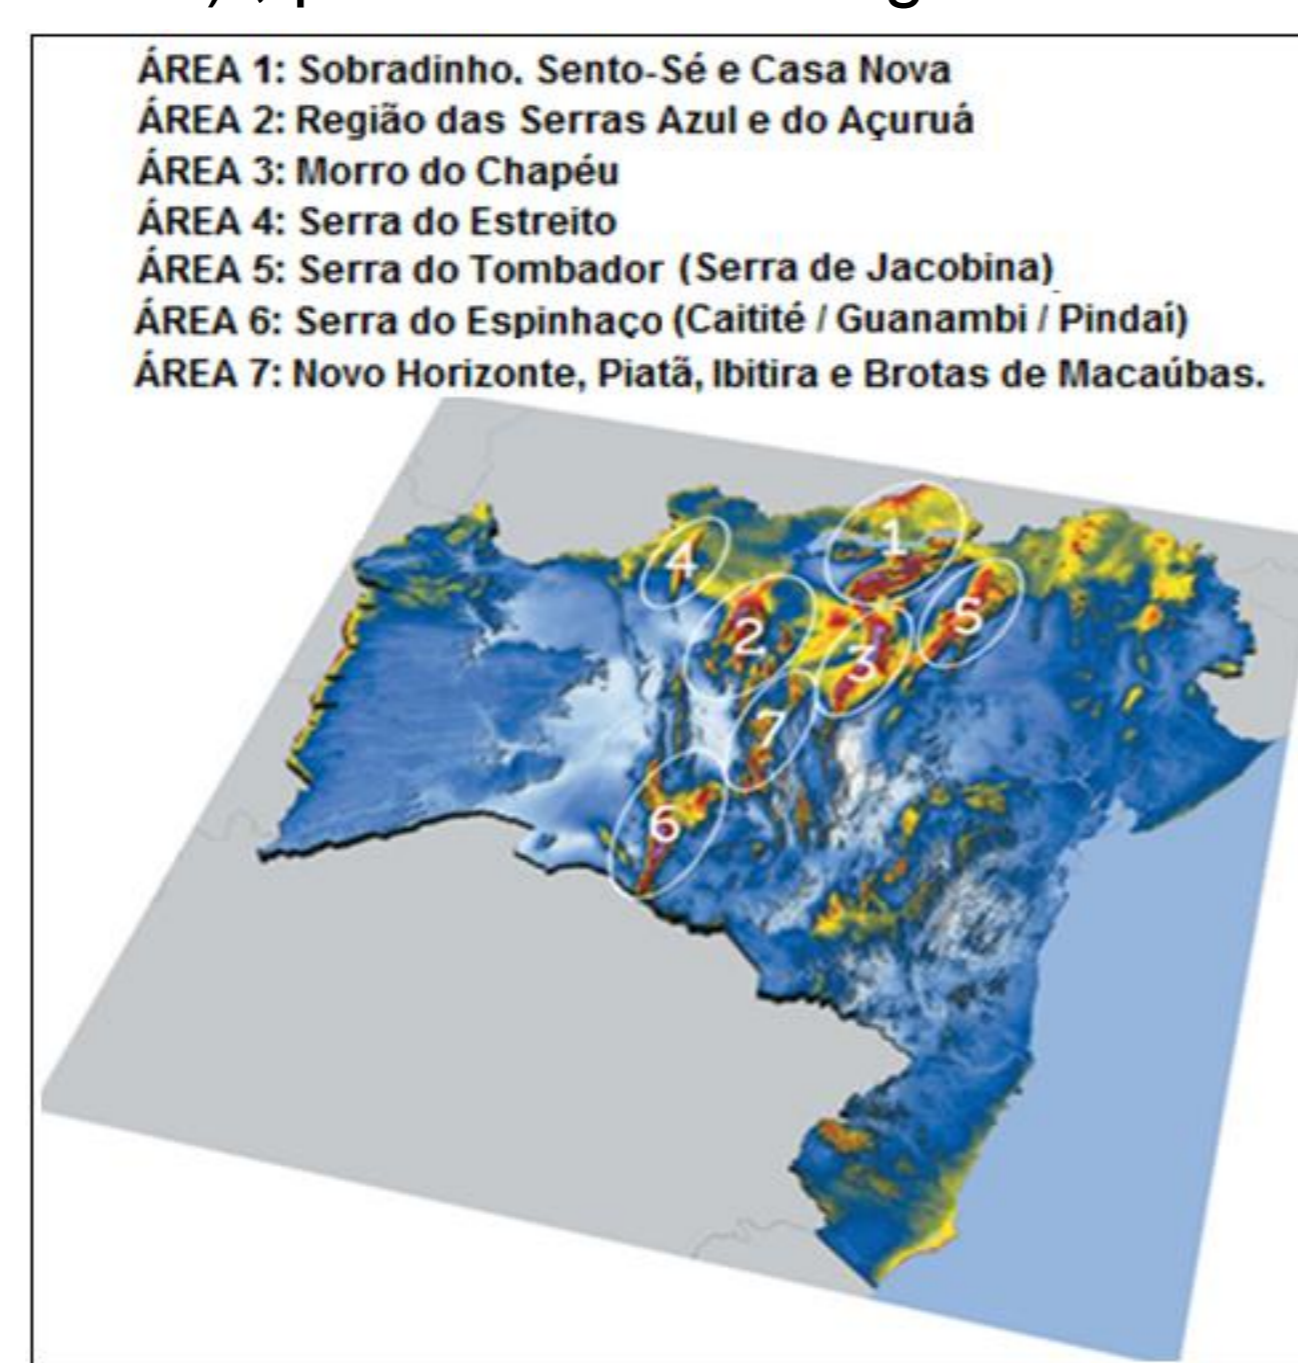 ÁREA 1: Sobradinho. Sento-Sé e Casa Nova
ÁREA 2: Região das Serras Azul e do Açuruá
ÁREA 3: Morro do Chapéu
ÁREA 4: Serra do Estreito
ÁREA 5: Serra do Tombador (Serra de Jacobina)
ÁREA 6: Serra do Espinhaço (Caitité / Guanambi / Pindaí)
ÁREA 7: Novo Horizonte, Piatã, Ibitira e Brotas de Macaúbas.
1
4
5
2
3
7
6